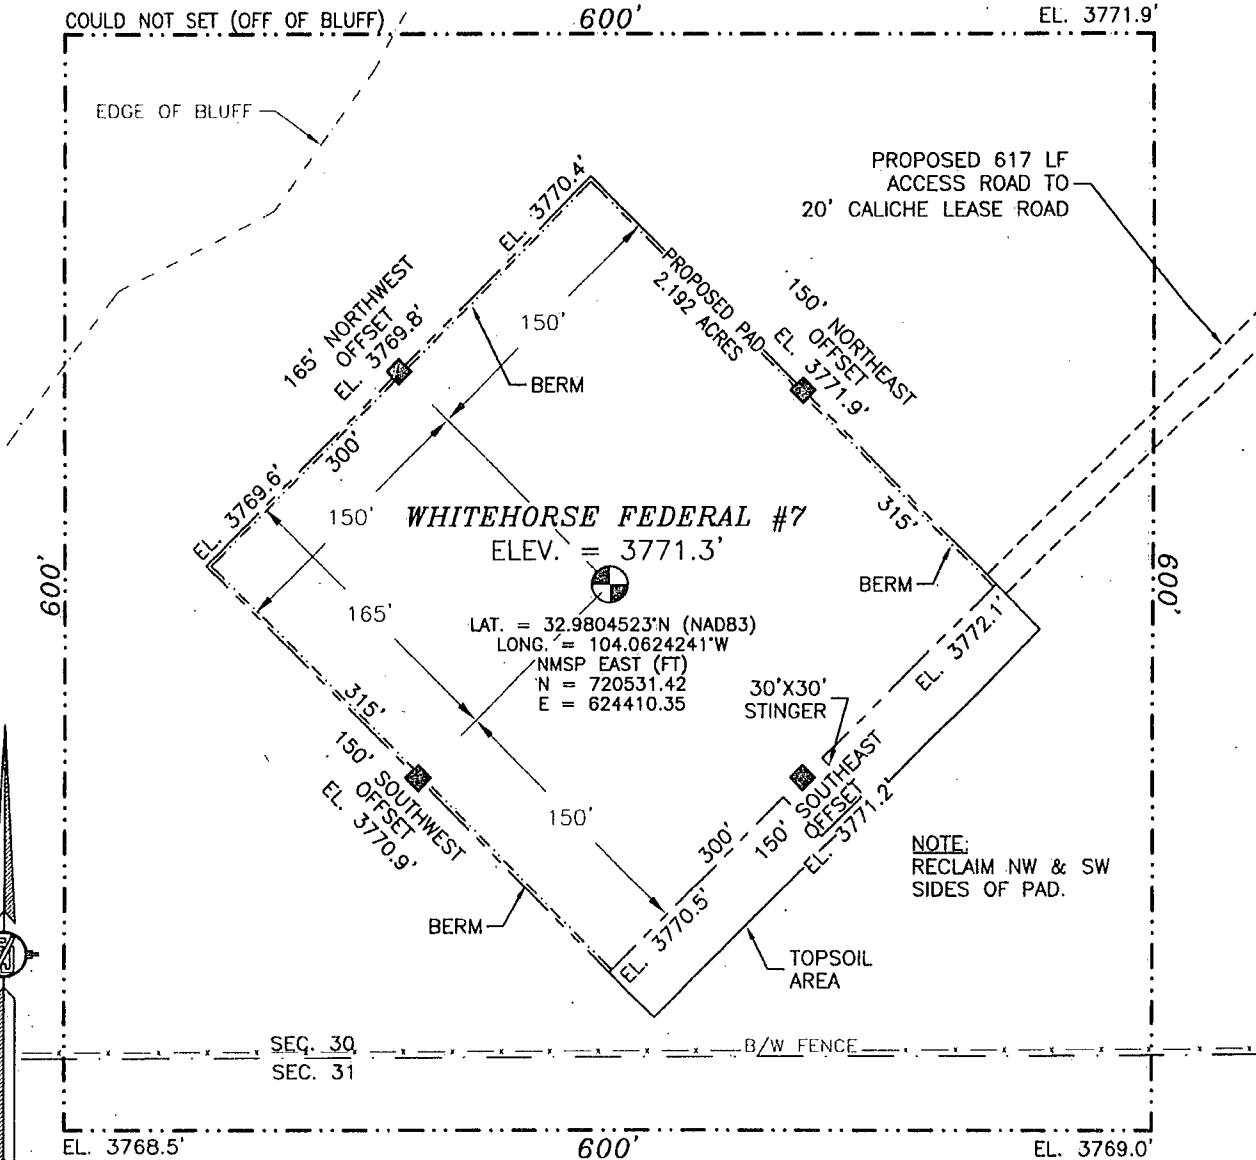 COULD NOT SET (OFF OF BLUFF)
600'
EL. 3771.9'
EDGE OF BLUFF
PROPOSED 617 LF
ACCESS ROAD TO
20' CALICHE LEASE ROAD
EL. 3770.4'
165' NORTHWEST
OFFSET
EL. 3769.8'
150'
BERM
PROPOSED PAD
2.192 ACRES
150' NORTHEAST
OFFSET
EL. 3771.9'
300'
EL. 3769.6'
150'
315'
WHITEHORSE FEDERAL #7
ELEV. = 3771.3'
600'
600'
BERM
165'
LAT. = 32.9804523°N (NAD83)
LONG. = 104.0624241°W
NMSP EAST (FT)
N = 720531.42
E = 624410.35
EL. 3772.1'
30'X30'
STINGER
315'
150' SOUTHWEST
OFFSET
EL. 3770.9'
150'
300'
150' SOUTHEAST
OFFSET
EL. 3771.2'
NOTE:
RECLAIM NW & SW
SIDES OF PAD.
BERM
EL. 3770.5'
TOPSOIL
AREA
SEC. 30
B/W FENCE
SEC. 31
EL. 3768.5'
600'
EL. 3769.0'